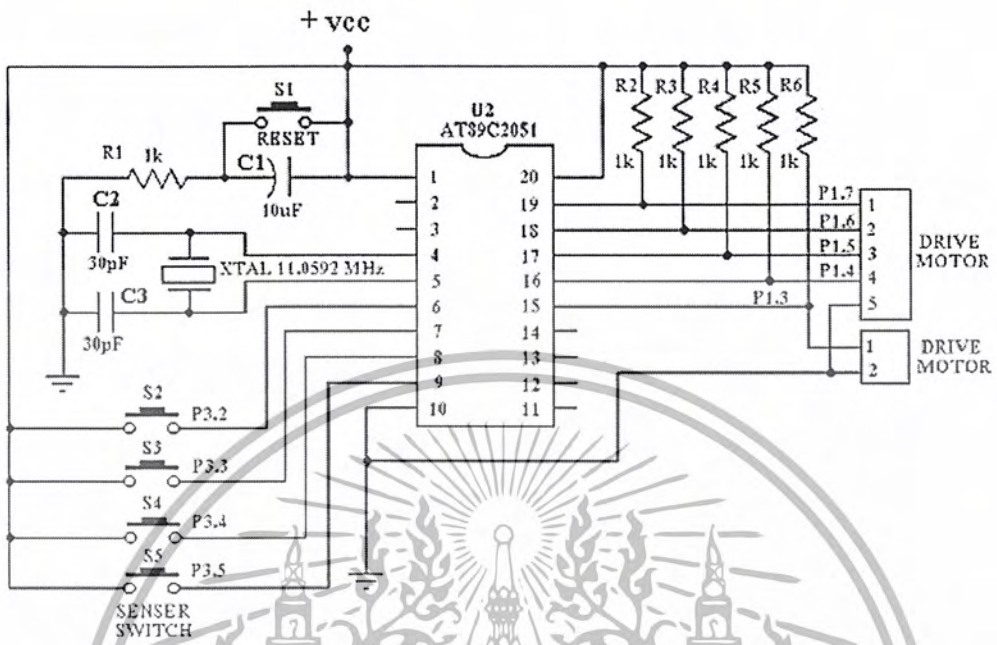 + vcc
S1
RESET
R1 1k
C1
10uF
C2
30pF
XTAL 11.0592 MHz
C3
30pF
U2
AT89C2051
1 20
2 19
3 18
4 17
5 16
6 15
7 14
8 13
9 12
10 11
R2 R3 R4 R5 R6
1k 1k 1k 1k 1k
P1.7
P1.6
P1.5
P1.4
P1.3
1
2
3
4
5
DRIVE
MOTOR
1
2
DRIVE
MOTOR
S2 P3.2
S3 P3.3
S4 P3.4
S5 P3.5
SENSER
SWITCH